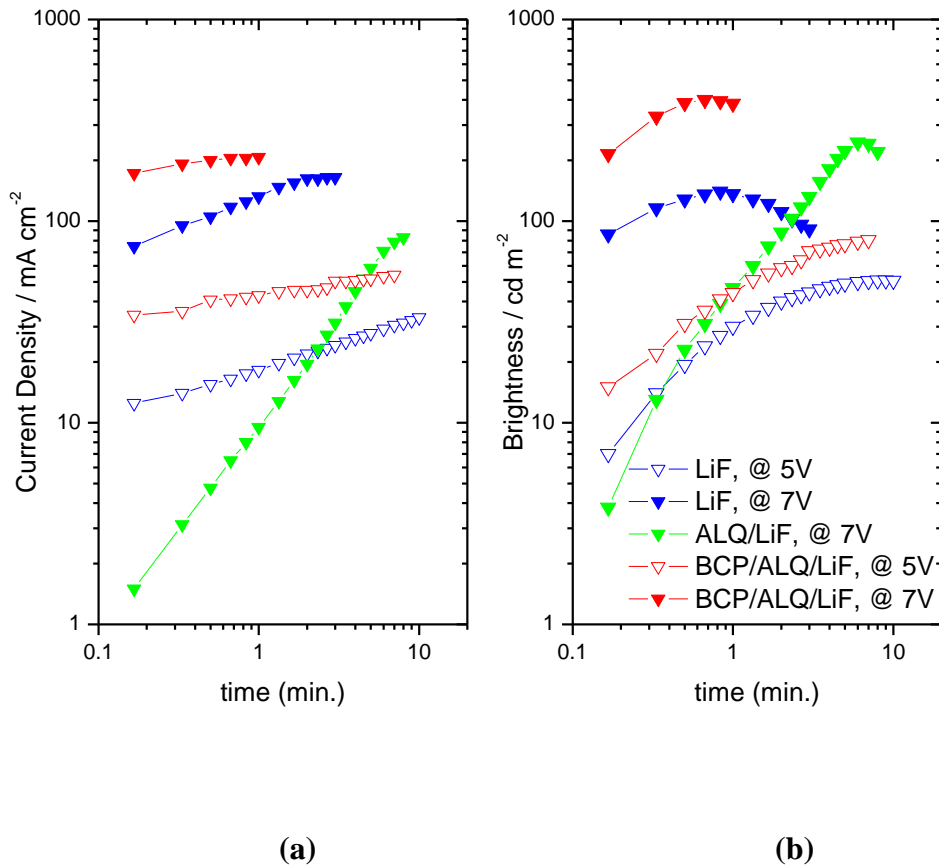 1000
100
10
1
0.1 1 10
Current Density / mA cm-2
time (min.)
(a)
1000
100
10
1
0.1 1 10
Brightness / cd m-2
LiF, @ 5V
LiF, @ 7V
ALQ/LiF, @ 7V
BCP/ALQ/LiF, @ 5V
BCP/ALQ/LiF, @ 7V
time (min.)
(b)